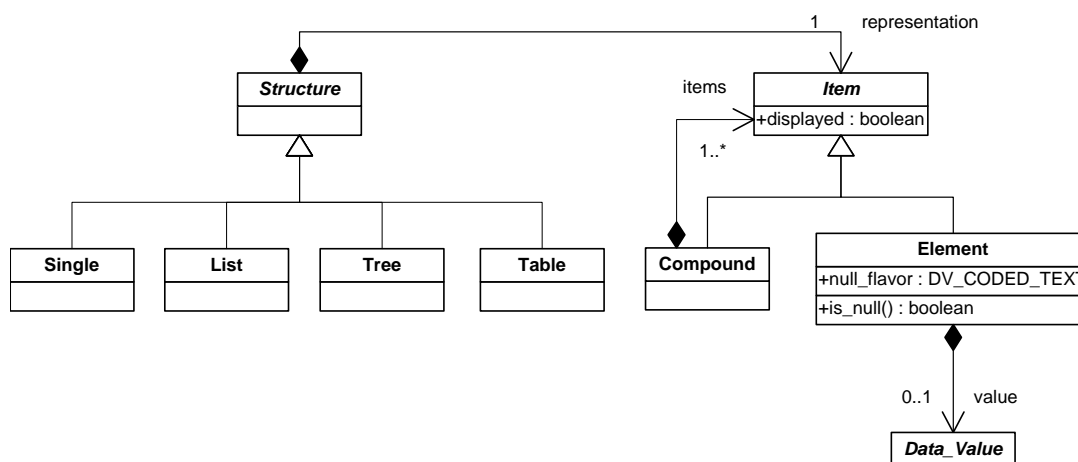 1 representation
Structure
Item
items
+displayed : boolean
1..*
Single
List
Tree
Table
Compound
Element
+null_flavor : DV_CODED_TEXT
+is_null() : boolean
0..1 value
Data_Value